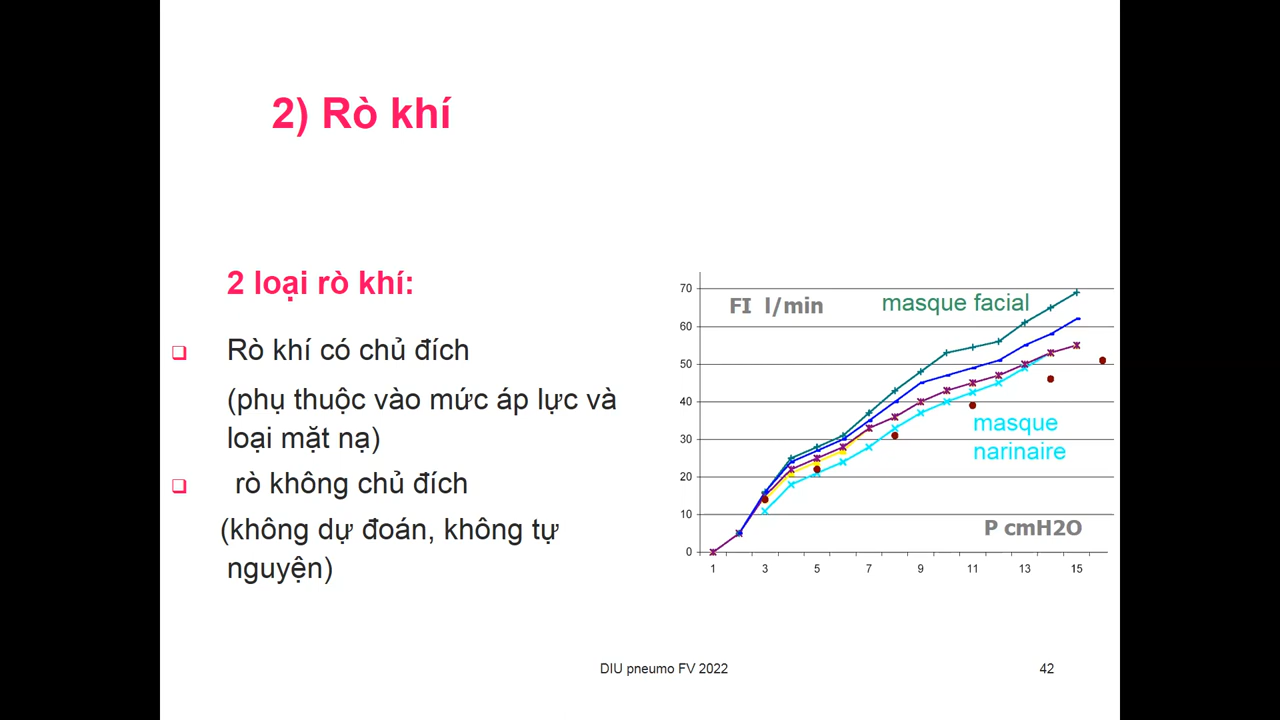 2) Rò khí
2 loại rò khí:
Rò khí có chủ đích
(phụ thuộc vào mức áp lực và
loại mặt nạ)
rò không chủ đích
(không dự đoán, không tự
nguyện)
FI l/min
masque facial
masque
narinaire
P cmH2O
70
60
50
40
30
20
10
0
1 3 5 7 9 11 13 15
DIU pneumo FV 2022
42